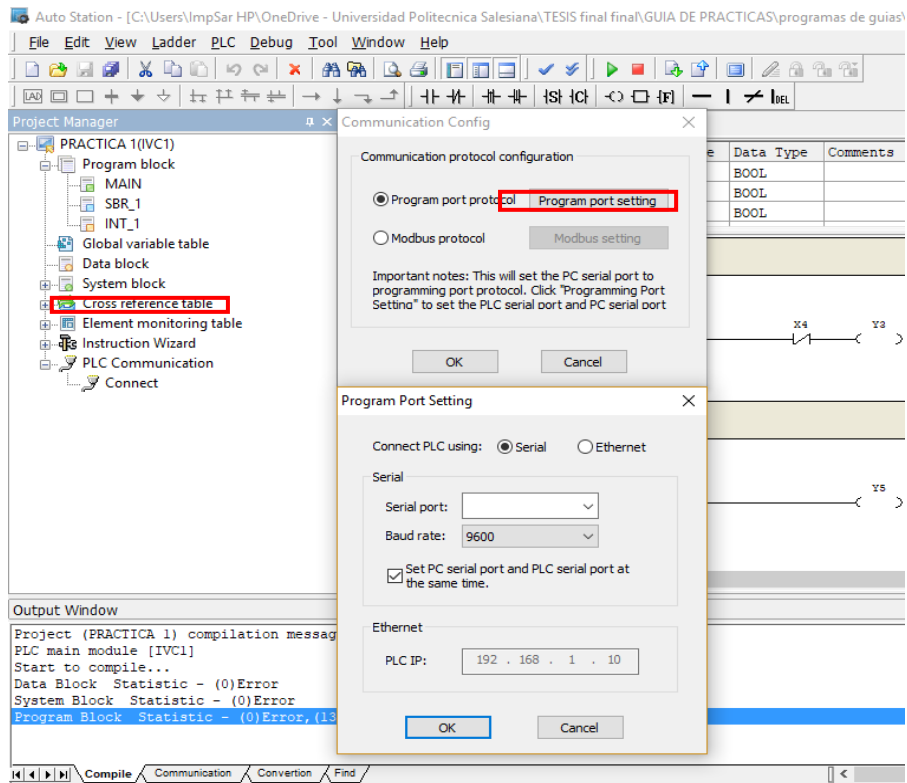 Auto Station - [C:\Users\ImpSar HP\OneDrive - Universidad Politecnica Salesiana\TESIS final final\GUIA DE PRACTICAS\programas de guias\
File Edit View Ladder PLC Debug Tool Window Help
LAD
S C F DEL
Project Manager
PRACTICA 1(IVC1)
Program block
MAIN
SBR_1
INT_1
Global variable table
Data block
System block
Cross reference table
Element monitoring table
Instruction Wizard
PLC Communication
Connect
Communication Config
Communication protocol configuration
Program port protocol Program port setting
Modbus protocol Modbus setting
Important notes: This will set the PC serial port to
programming port protocol. Click "Programming Port
Setting" to set the PLC serial port and PC serial port
OK Cancel
e Data Type Comments
BOOL
BOOL
BOOL
X4 Y3
Y5
Program Port Setting
Connect PLC using: Serial Ethernet
Serial
Serial port:
Baud rate: 9600
Set PC serial port and PLC serial port at
the same time.
Ethernet
PLC IP: 192 . 168 . 1 . 10
OK Cancel
Output Window
Project (PRACTICA 1) compilation messag
PLC main module [IVC1]
Start to compile...
Data Block Statistic - (0)Error
System Block Statistic - (0)Error
Program Block Statistic - (0)Error,(13
Compile Communication Convertion Find